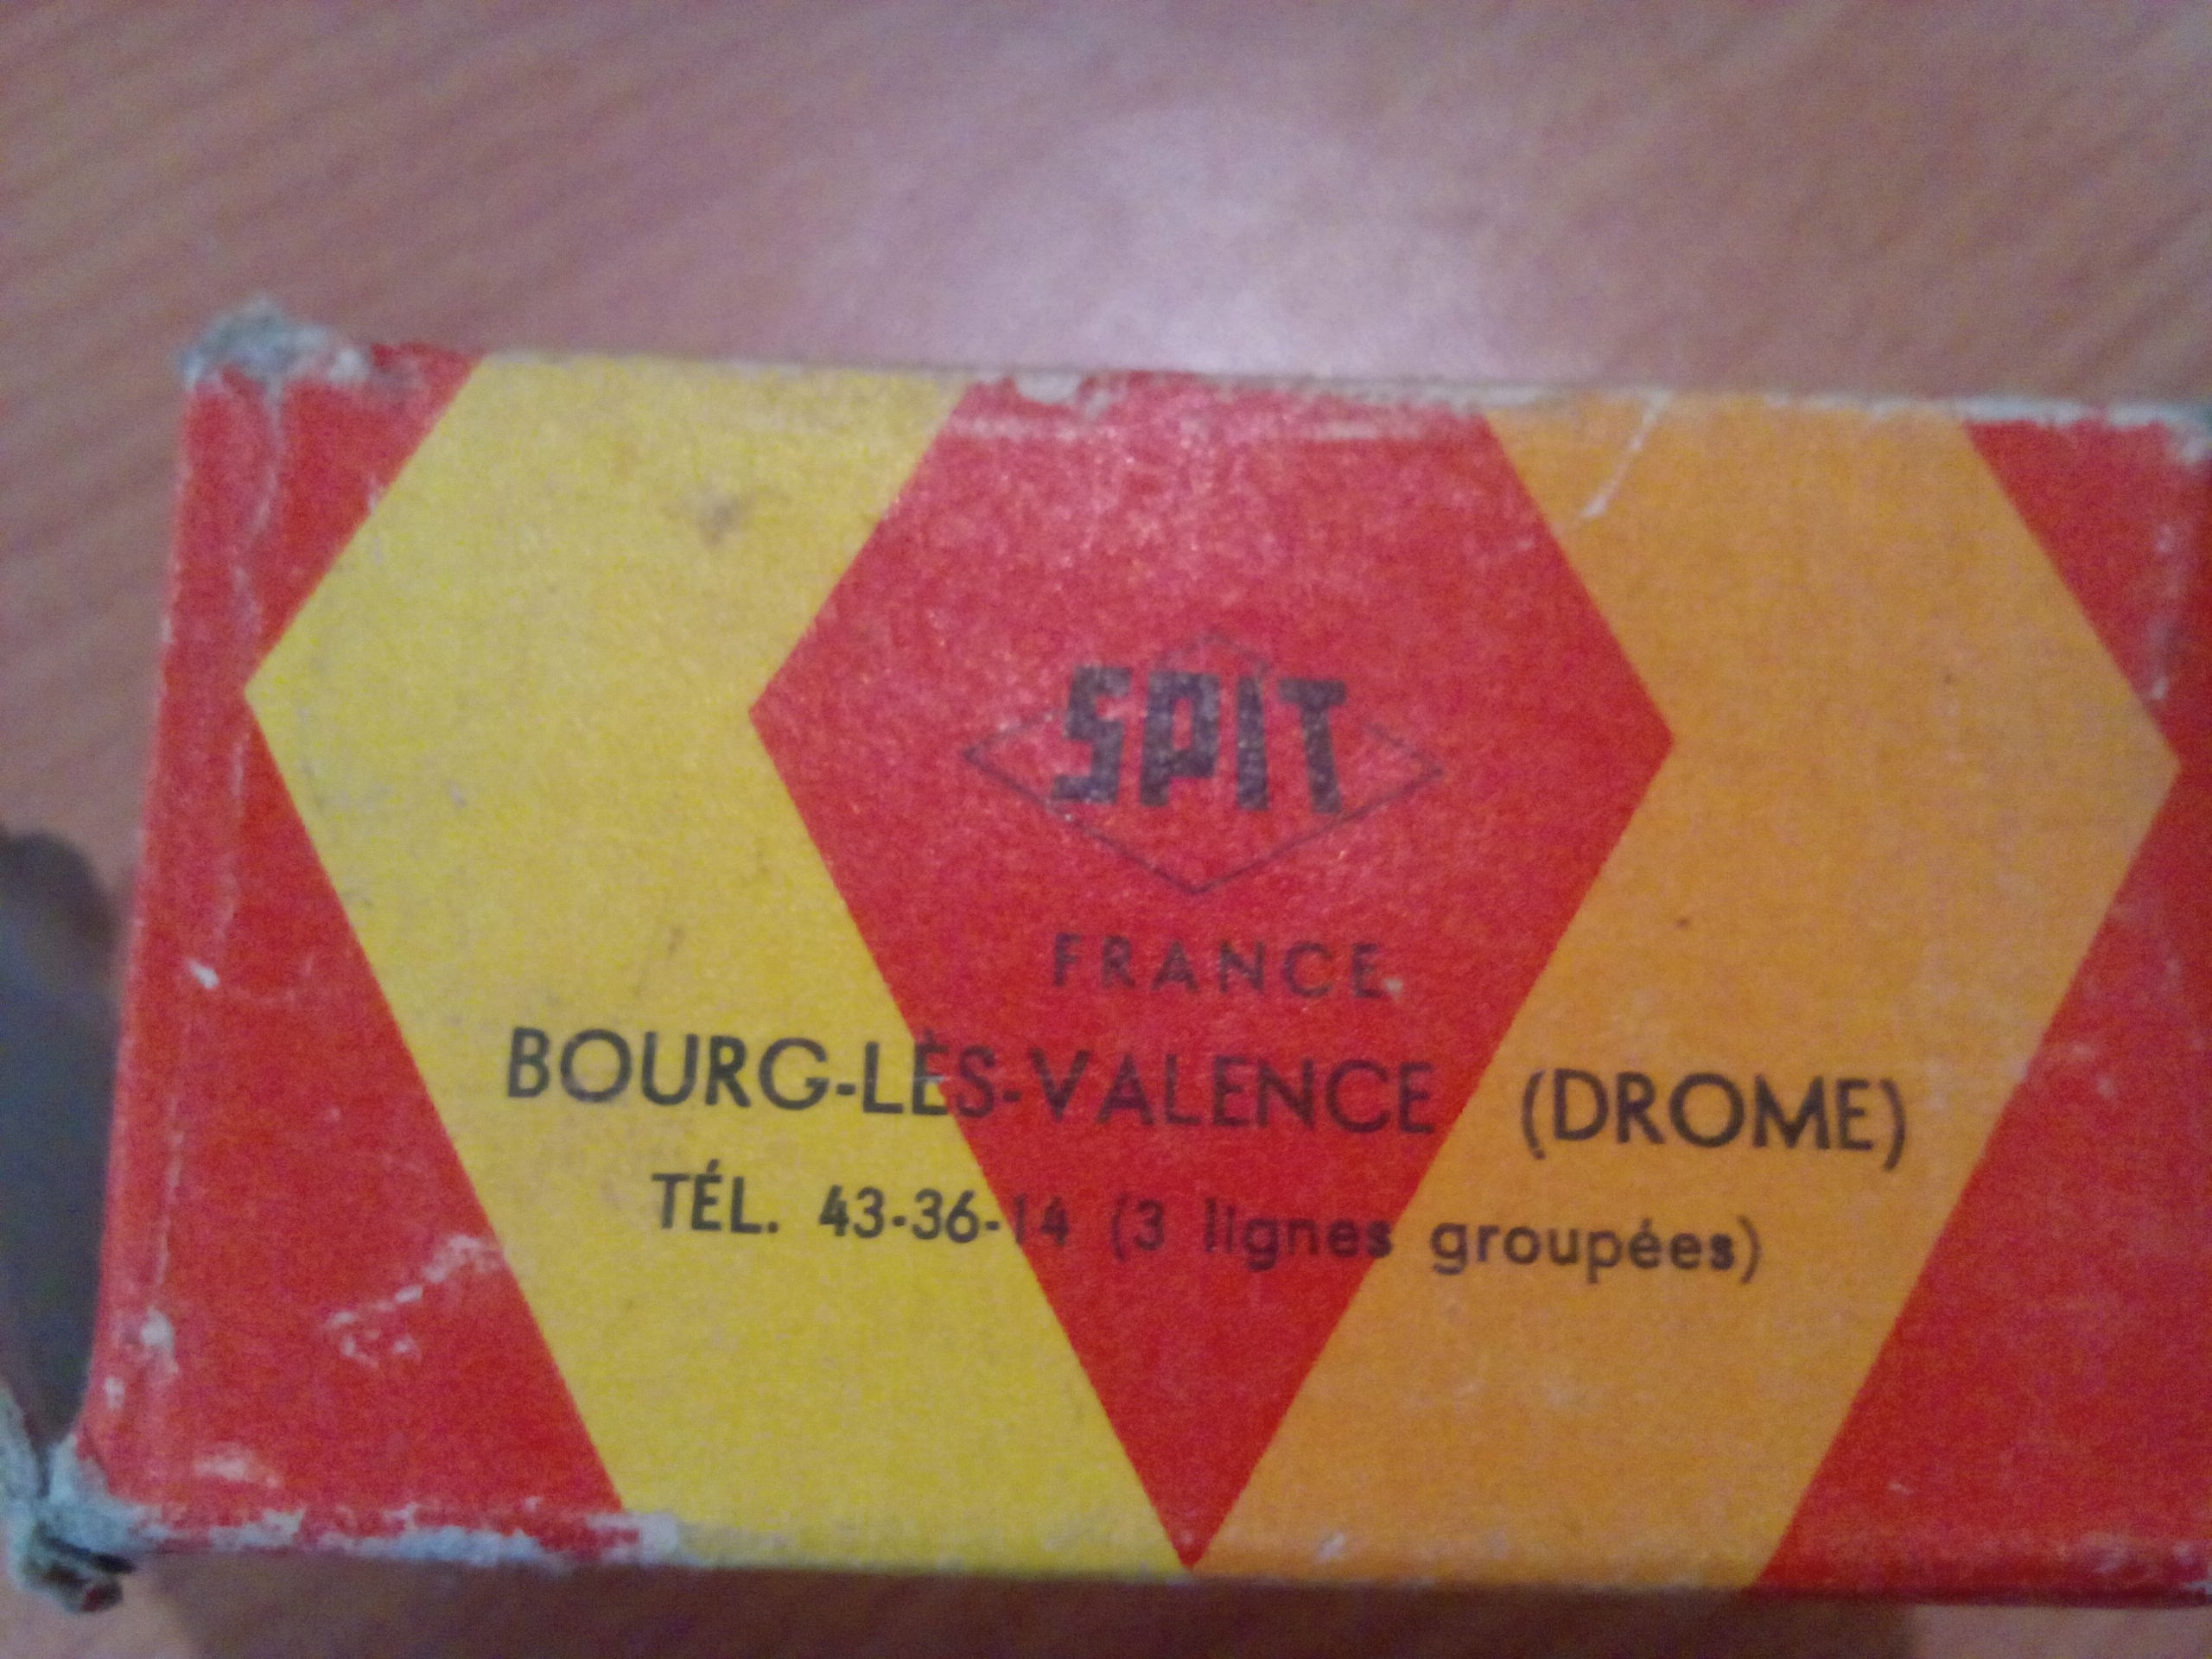 SPIT
FRANCE
BOURG-LÈS-VALENCE (DROME)
TÉL. 43-36-14 (3 lignes groupées)